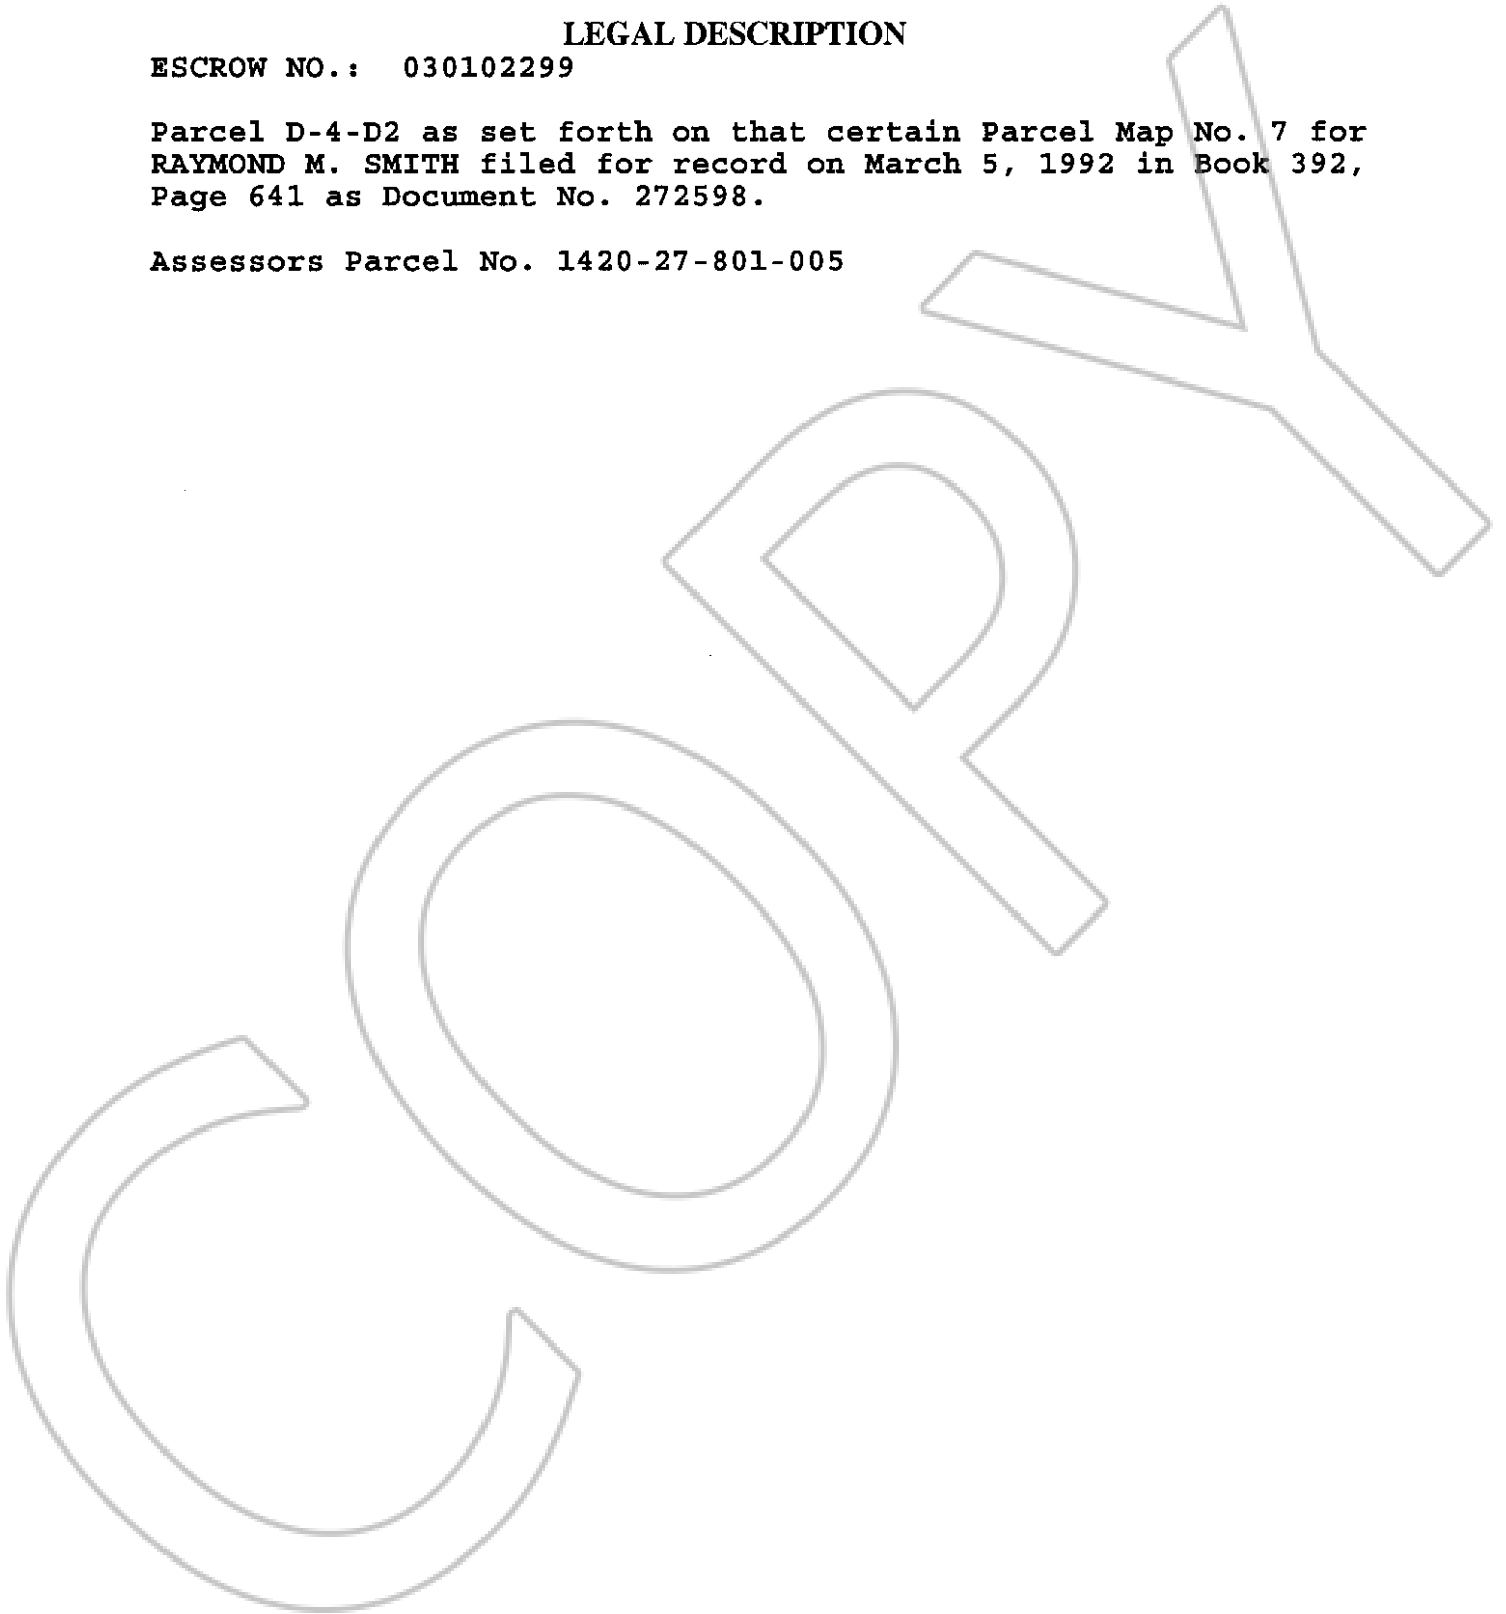 LEGAL DESCRIPTION
ESCROW NO.: 030102299
Parcel D-4-D2 as set forth on that certain Parcel Map No. 7 for
RAYMOND M. SMITH filed for record on March 5, 1992 in Book 392,
Page 641 as Document No. 272598.
Assessors Parcel No. 1420-27-801-005
COPY